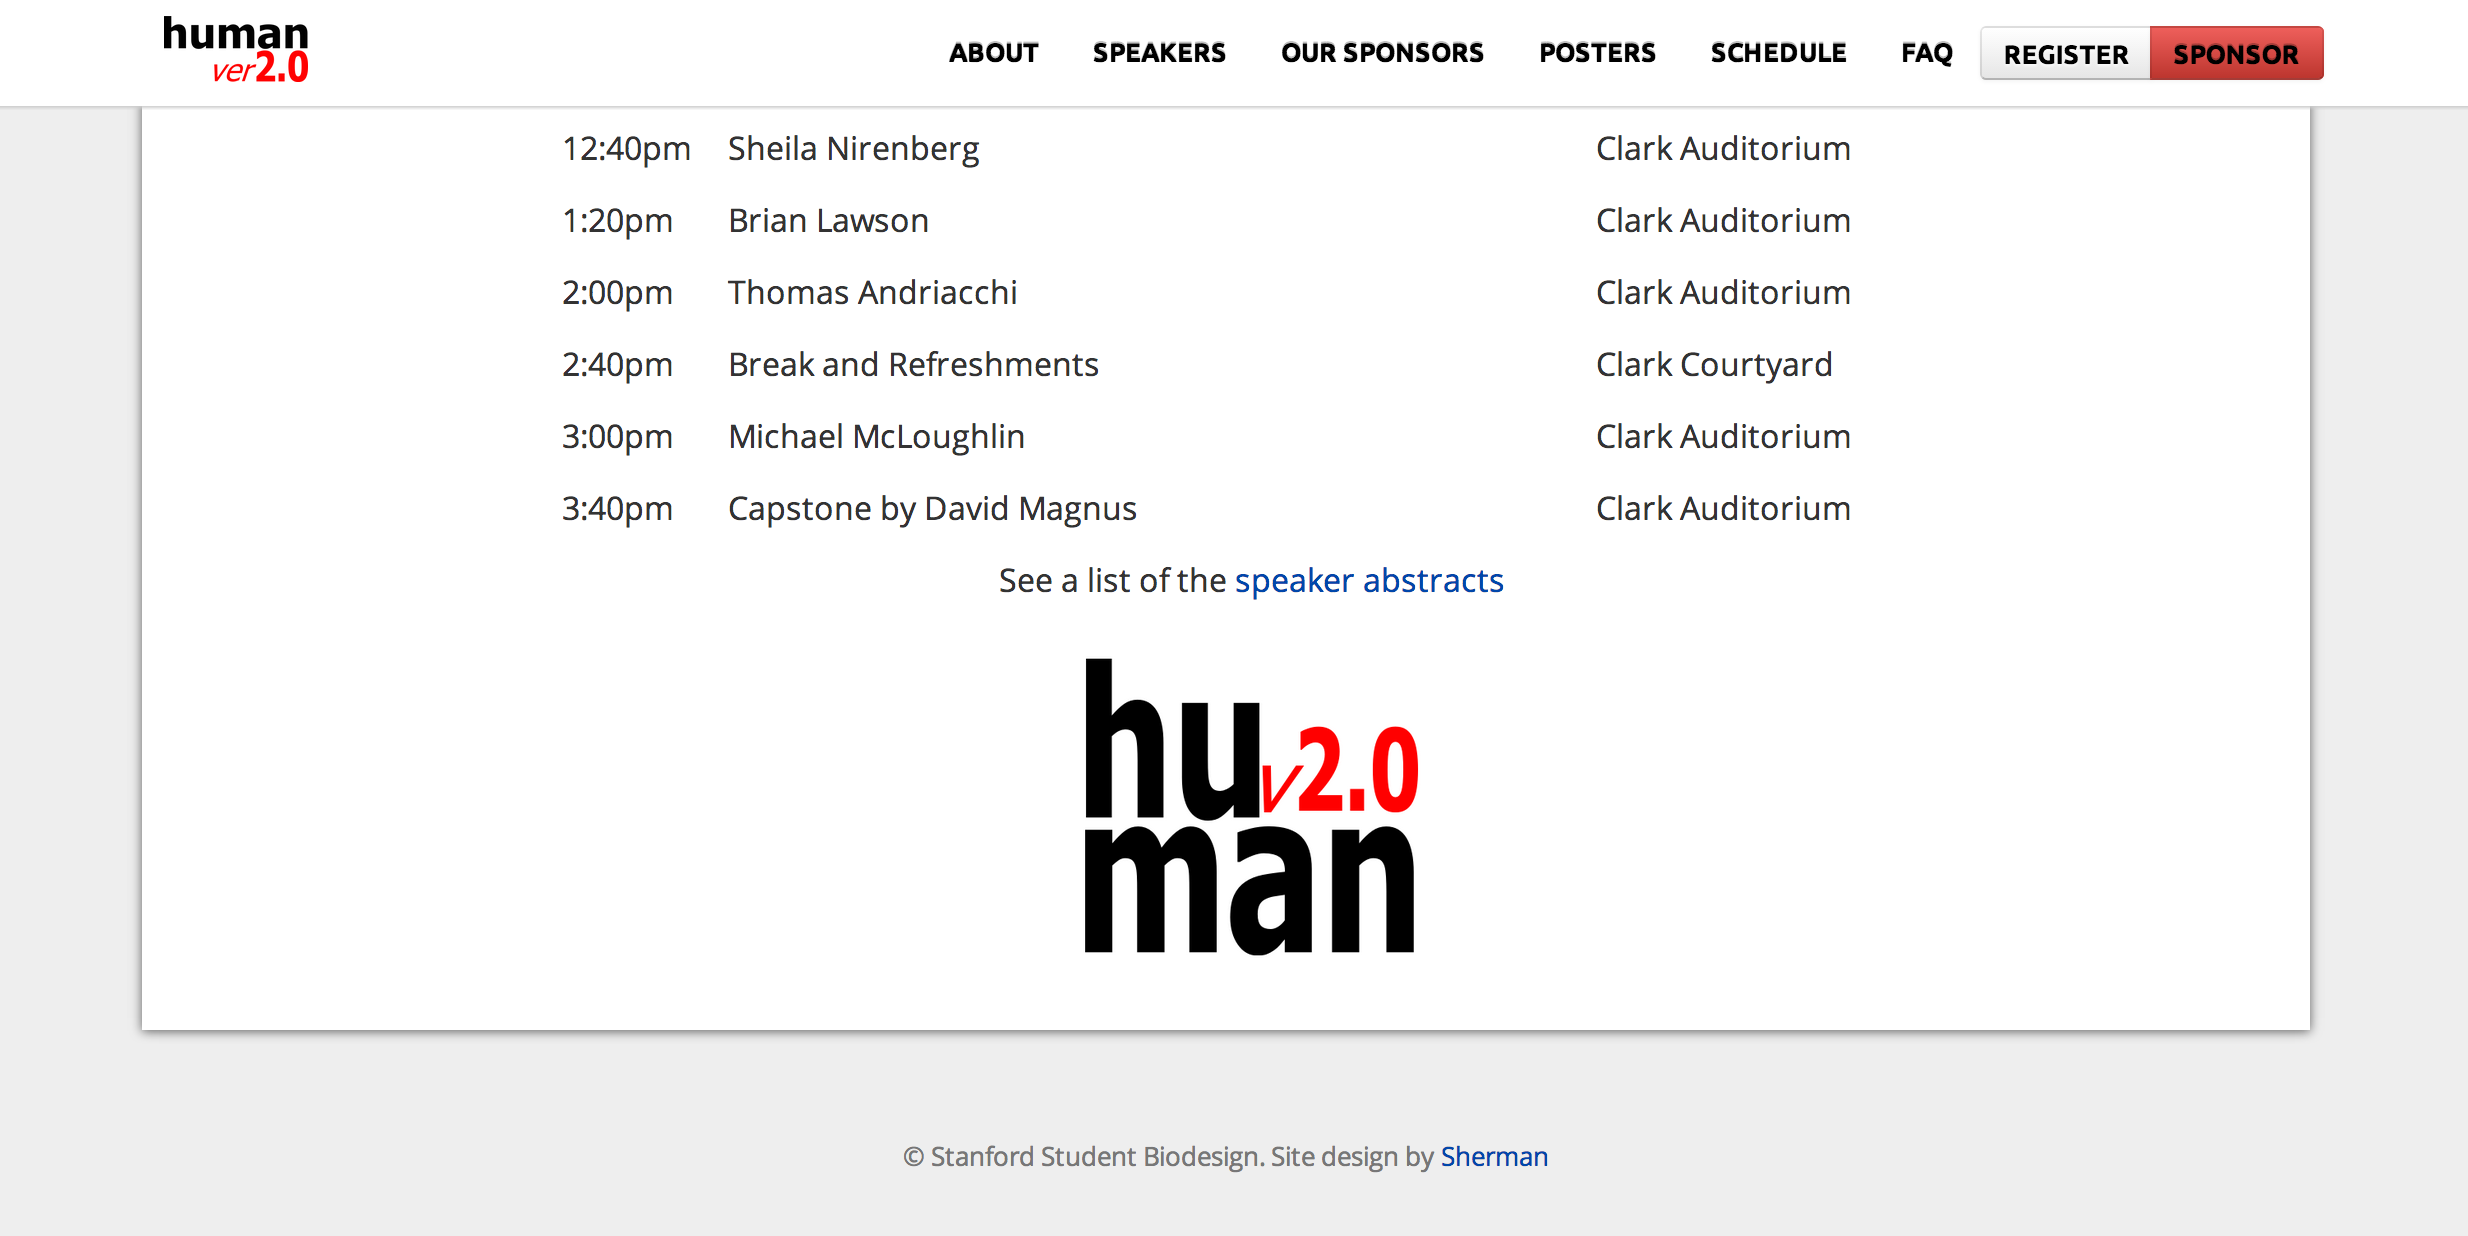 human
ver2.0
ABOUT SPEAKERS OUR SPONSORS POSTERS SCHEDULE FAQ REGISTER SPONSOR
12:40pm Sheila Nirenberg Clark Auditorium
1:20pm Brian Lawson Clark Auditorium
2:00pm Thomas Andriacchi Clark Auditorium
2:40pm Break and Refreshments Clark Courtyard
3:00pm Michael McLoughlin Clark Auditorium
3:40pm Capstone by David Magnus Clark Auditorium
See a list of the speaker abstracts
hu v2.0
man
© Stanford Student Biodesign. Site design by Sherman